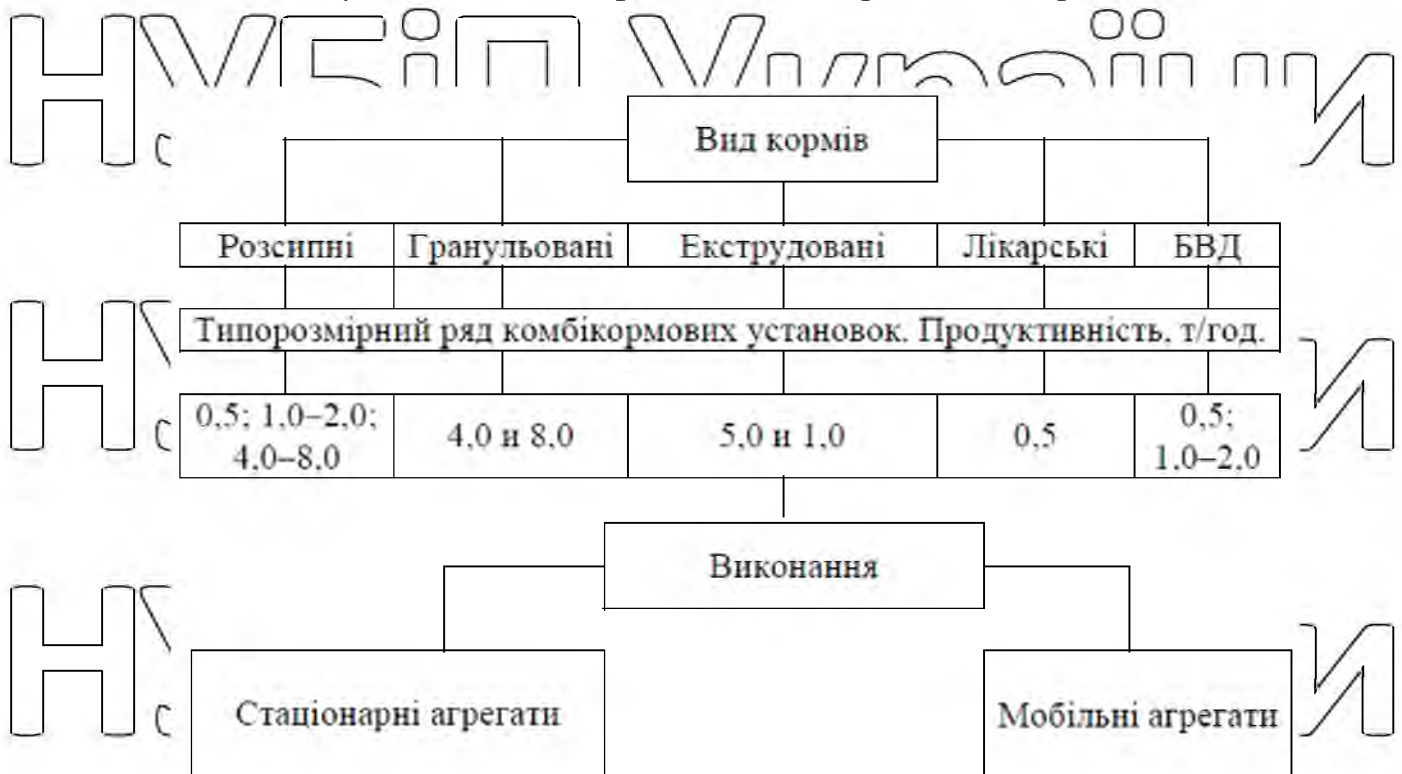 НУБіП України
Вид кормів
Розсипні Гранульовані Екструдовані Лікарські БВД
Типорозмірний ряд комбікормових установок. Продуктивність, т/год.
0,5; 1,0–2,0;
4,0–8,0
4,0 и 8,0
5,0 и 1,0
0,5
0,5;
1,0–2,0
Виконання
Стаціонарні агрегати
Мобільні агрегати